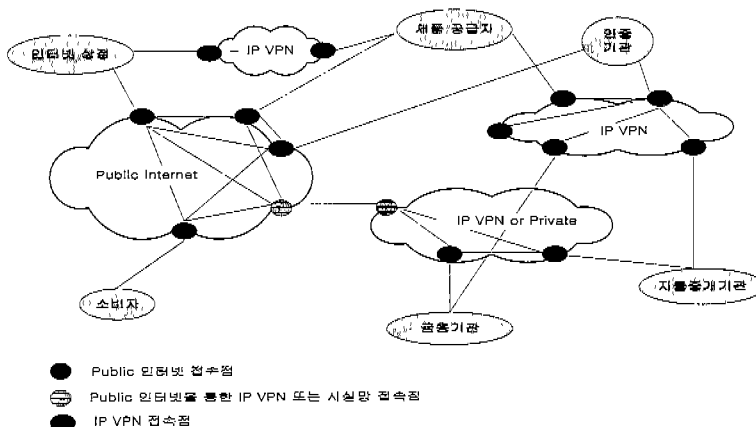 인터넷 상점
IP VPN
제품 공급자
인증
기관
IP VPN
Public Internet
IP VPN or Private
소비자
금융기관
지불중개기관
Public 인터넷 접속점
Public 인터넷을 통한 IP VPN 또는 사설망 접속점
IP VPN 접속점